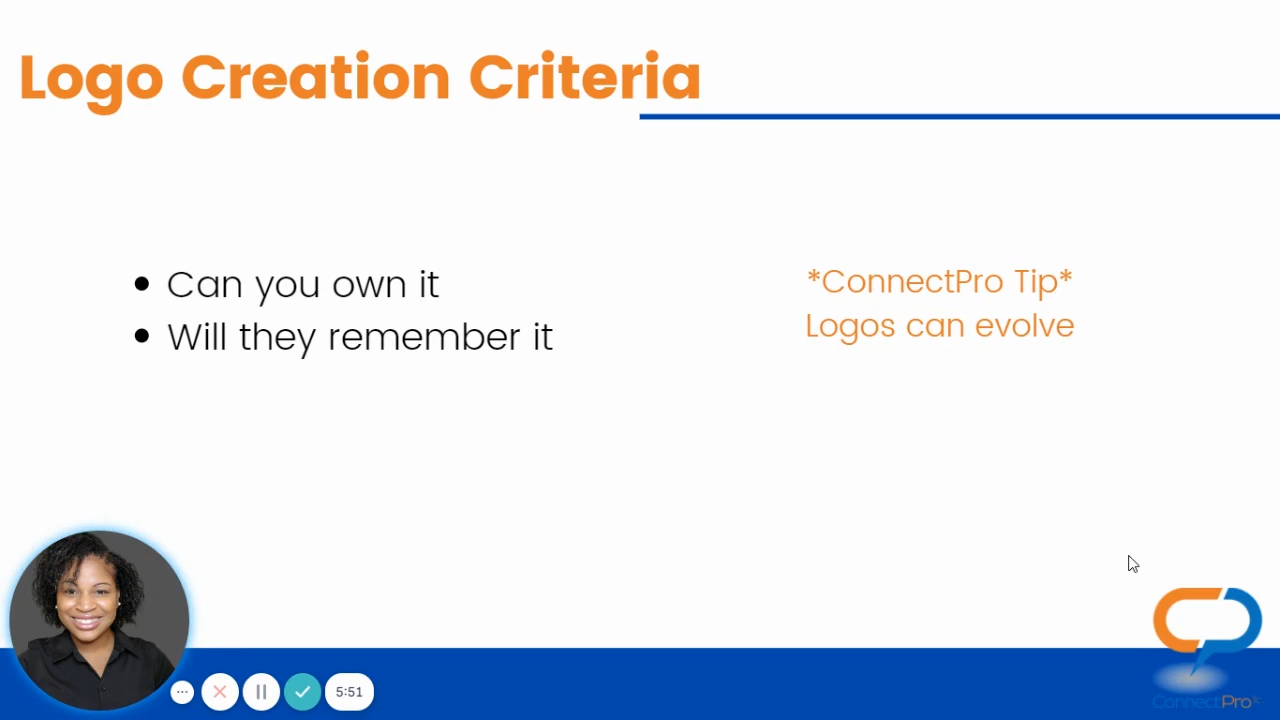 Logo Creation Criteria
• Can you own it
• Will they remember it
*ConnectPro Tip*
Logos can evolve
5:51
ConnectPro